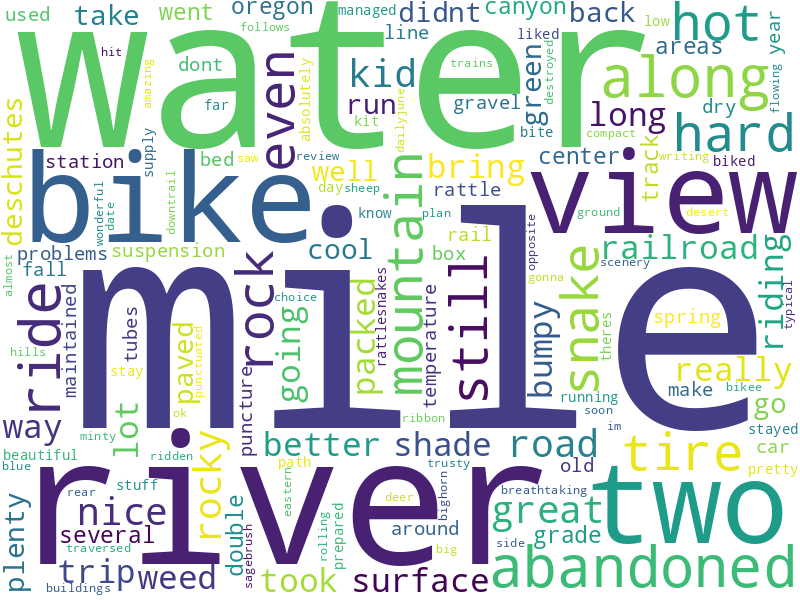 used
take
went
oregon
managed
didnt
canyon
back
low
hot
year
follows
line
liked
areas
hit
water
dont
trains
kid
far
run
gravel
amazing
absolutely
even
kit
dailyjune
green
destroyed
along
flowing
long
dry
hard
bite
compact
writing
station
supply
bed
saw
review
well
bring
center
track
biked
deschutes
bike
wonderful
date
downtrail
day
sheep
mountain
rattle
view
know
plan
ground
desert
problems
suspension
cool
rail
box
opposite
railroad
riding
almost
fall
rock
gonna
scenery
typical
ride
maintained
tubes
choice
going
packed
rattlesnakes
temperature
still
bumpy
snake
theres
spring
mile
hills
stay
paved
punctuated
puncture
really
make
bikee
running
go
soon
im
stayed
way
lot
ok
minty
ribbon
better
shade
road
tire
car
beautiful
ridden
rocky
path
trusty
old
pretty
blue
rear
stuff
river
breathtaking
two
plenty
nice
eastern
deer
bighorn
great
side
several
double
around
grade
traversed
rolling
prepared
big
trip
weed
sagebrush
took
surface
abandoned
buildings